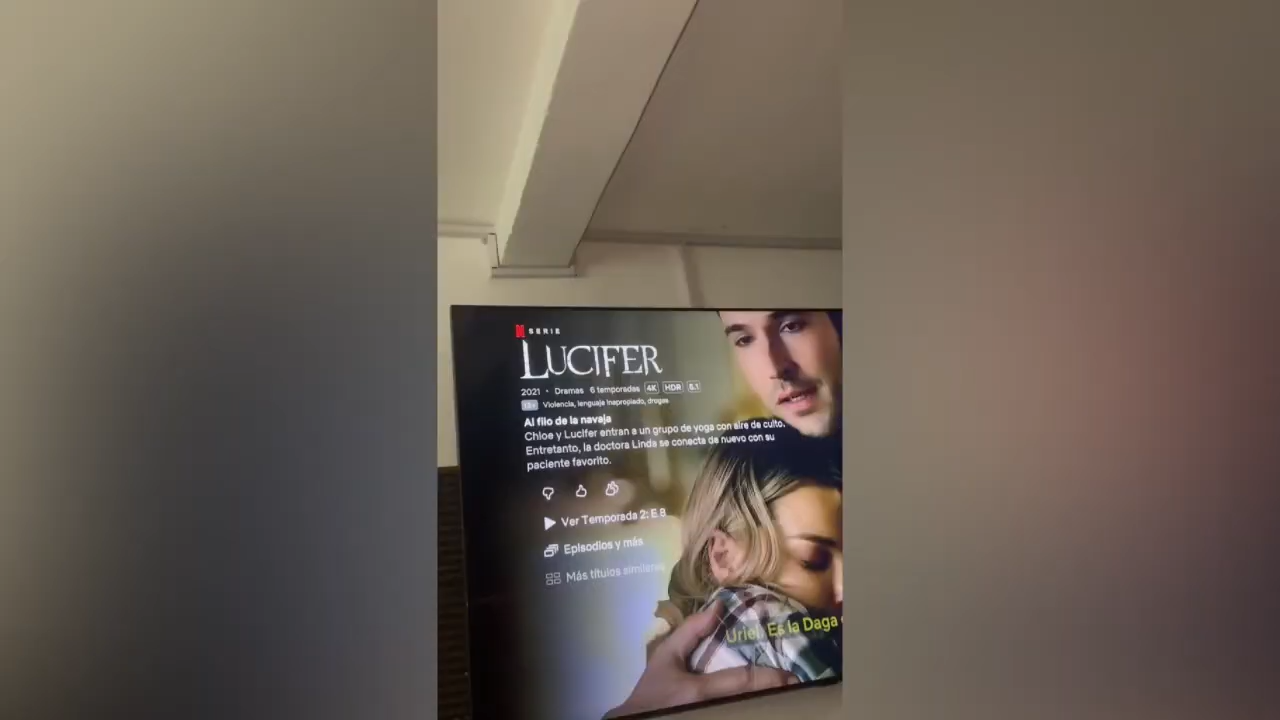 SERIE
LUCIFER
2021 · Dramas 6 temporadas 4K HDR 5.1
Violencia, lenguaje inapropiado, drogas
Al filo de la navaja
Chloe y Lucifer entran a un grupo de yoga con aire de culto.
Entretanto, la doctora Linda se conecta de nuevo con su
paciente favorito.
Ver Temporada 2: E 8
Episodios y más
Más títulos similares
Uriel: Es la Daga